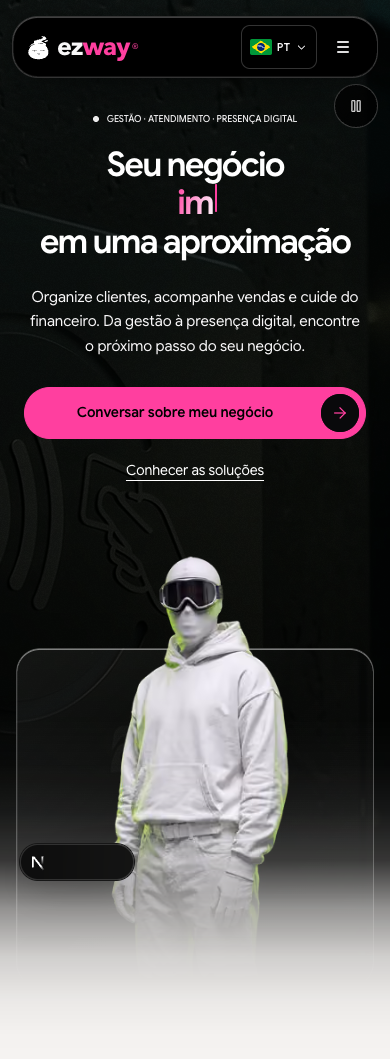 ezway®
PT
GESTÃO · ATENDIMENTO · PRESENÇA DIGITAL
Seu negócio
im
em uma aproximação
Organize clientes, acompanhe vendas e cuide do
financeiro. Da gestão à presença digital, encontre
o próximo passo do seu negócio.
Conversar sobre meu negócio
Conhecer as soluções
N